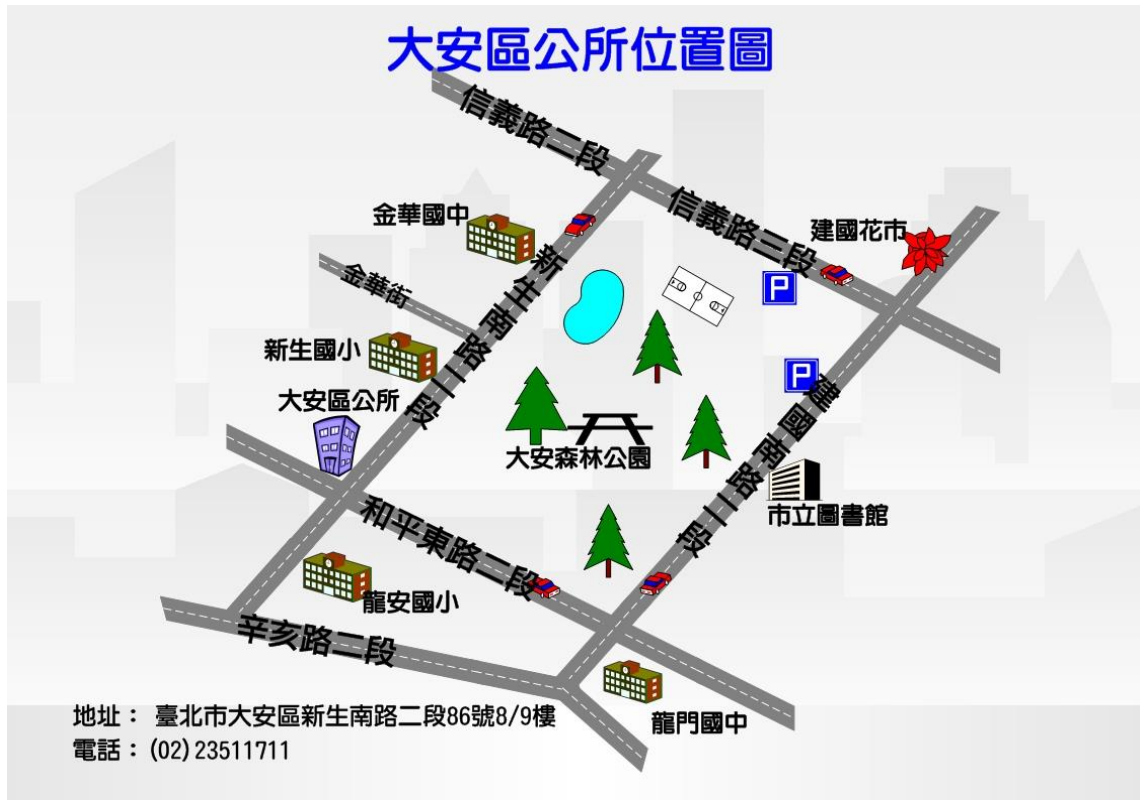 大安區公所位置圖
信義路二段
信義路三段
金華國中
建國花市
新生南路二段
金華街
P
新生國小
P
大安區公所
建國南路二段
大安森林公園
市立圖書館
和平東路二段
龍安國小
辛亥路二段
龍門國中
地址：臺北市大安區新生南路二段86號8/9樓
電話：(02)23511711